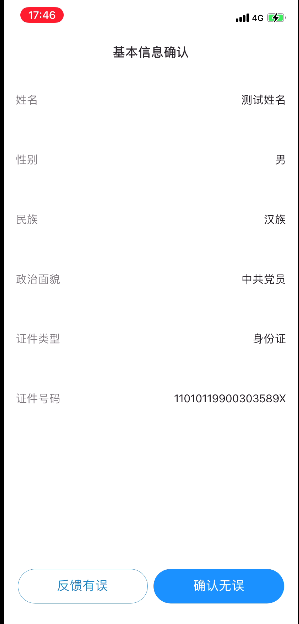 17:46 4G
基本信息确认
姓名 测试姓名
性别 男
民族 汉族
政治面貌 中共党员
证件类型 身份证
证件号码 11010119900303589X
反馈有误 确认无误